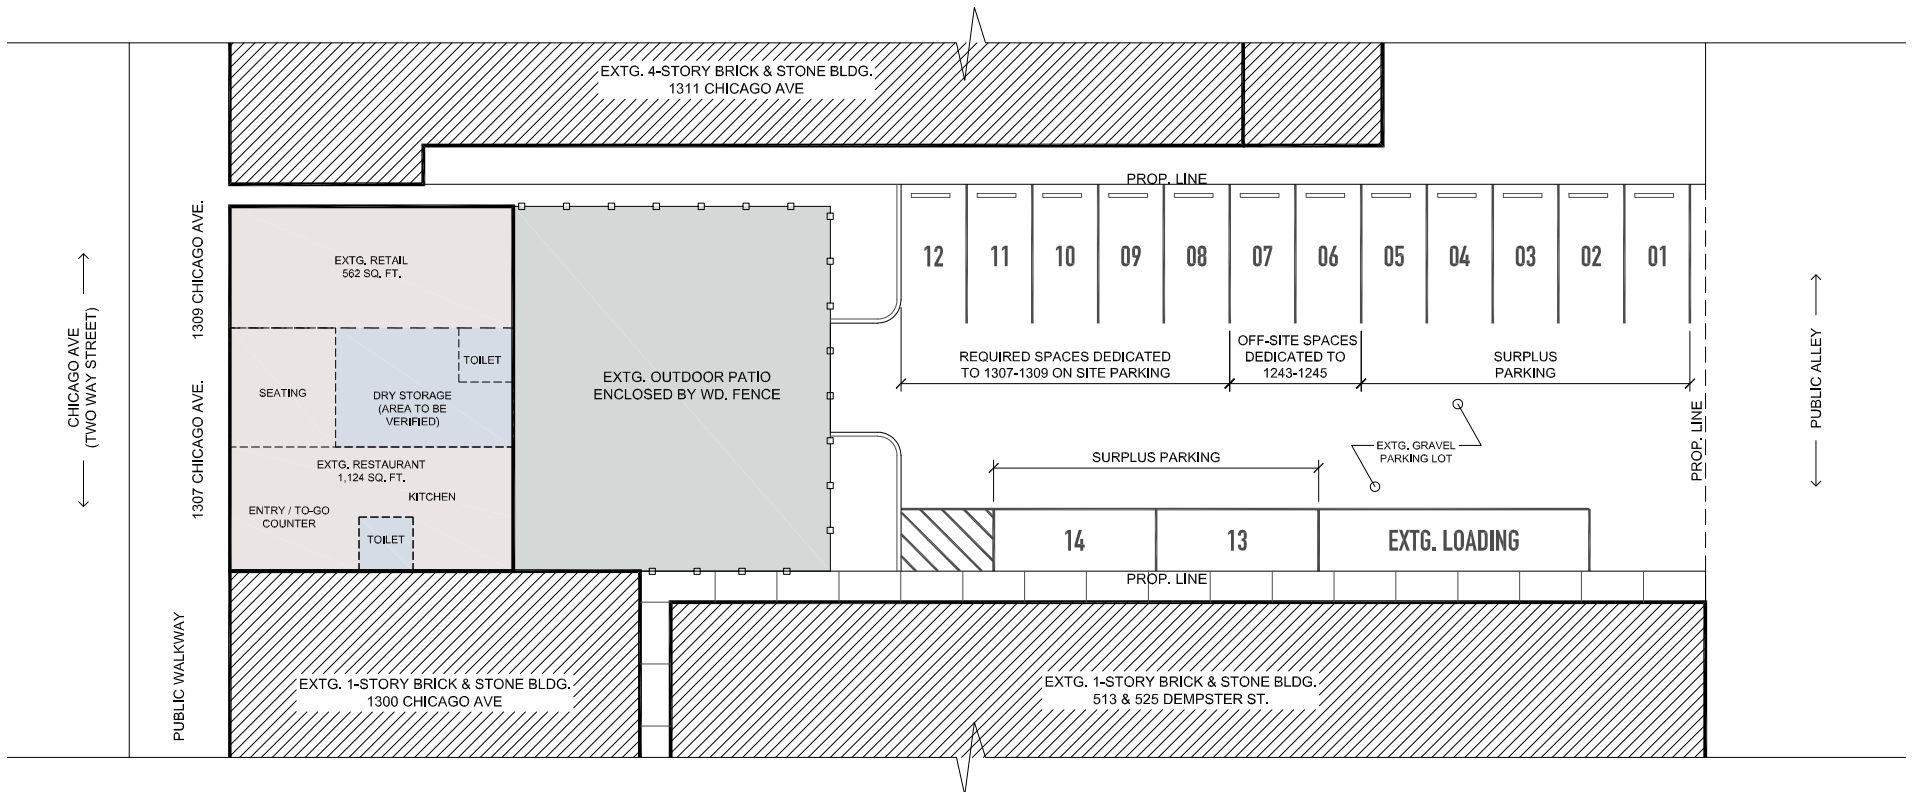 EXTG. 4-STORY BRICK & STONE BLDG.
1311 CHICAGO AVE
PROP. LINE
CHICAGO AVE
(TWO WAY STREET)
1309 CHICAGO AVE.
1307 CHICAGO AVE.
PUBLIC WALKWAY
EXTG. RETAIL
562 SQ. FT.
TOILET
SEATING
DRY STORAGE
(AREA TO BE
VERIFIED)
EXTG. RESTAURANT
1,124 SQ. FT.
KITCHEN
ENTRY / TO-GO
COUNTER
TOILET
EXTG. OUTDOOR PATIO
ENCLOSED BY WD. FENCE
12
11
10
09
08
07
06
05
04
03
02
01
REQUIRED SPACES DEDICATED
TO 1307-1309 ON SITE PARKING
OFF-SITE SPACES
DEDICATED TO
1243-1245
SURPLUS
PARKING
EXTG. GRAVEL
PARKING LOT
SURPLUS PARKING
14
13
EXTG. LOADING
PROP. LINE
PROP. LINE
PUBLIC ALLEY
EXTG. 1-STORY BRICK & STONE BLDG.
1300 CHICAGO AVE
EXTG. 1-STORY BRICK & STONE BLDG.
513 & 525 DEMPSTER ST.